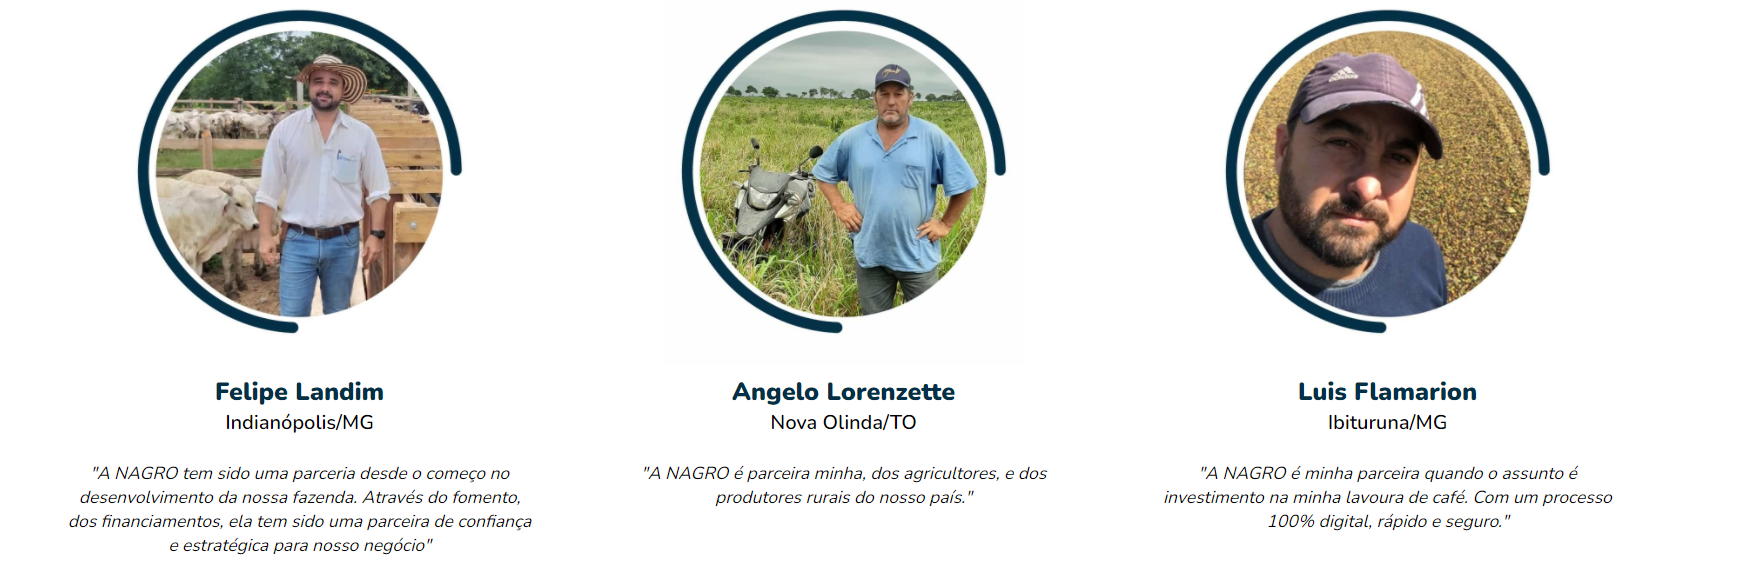 Felipe Landim
Indianópolis/MG
"A NAGRO tem sido uma parceria desde o começo no
desenvolvimento da nossa fazenda. Através do fomento,
dos financiamentos, ela tem sido uma parceira de confiança
e estratégica para nosso negócio"
Angelo Lorenzette
Nova Olinda/TO
"A NAGRO é parceira minha, dos agricultores, e dos
produtores rurais do nosso país."
adidas
Luis Flamarion
Ibituruna/MG
"A NAGRO é minha parceira quando o assunto é
investimento na minha lavoura de café. Com um processo
100% digital, rápido e seguro."